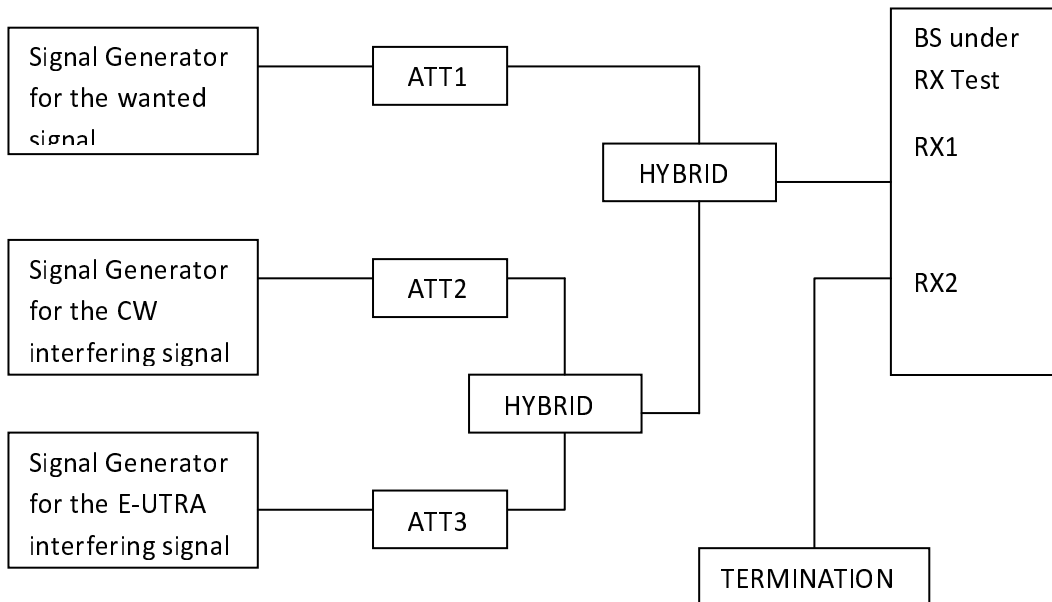 Signal Generator
for the wanted
signal
ATT1
HYBRID
BS under
RX Test
RX1
RX2
Signal Generator
for the CW
interfering signal
ATT2
HYBRID
Signal Generator
for the E-UTRA
interfering signal
ATT3
TERMINATION